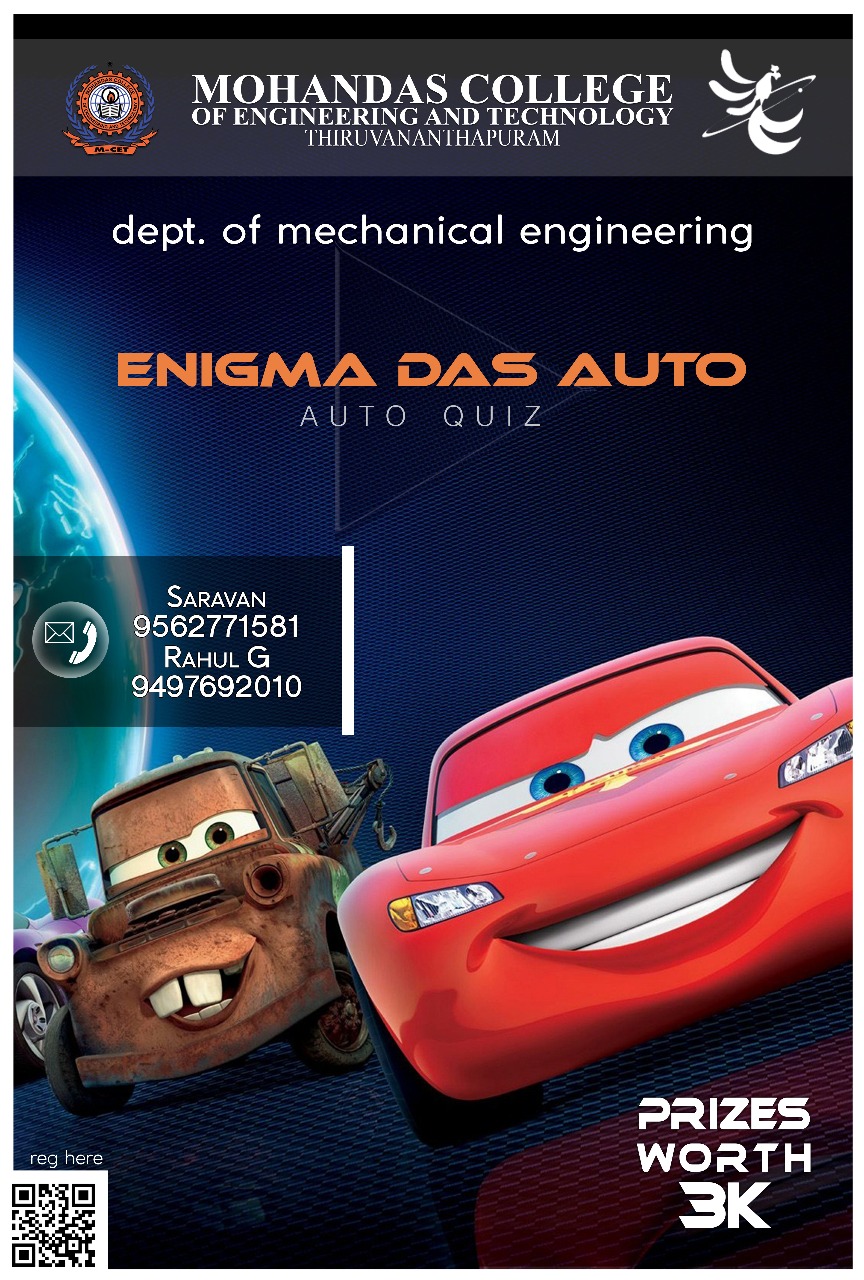 MOHANDAS COLLEGE
OF ENGINEERING AND TECHNOLOGY
THIRUVANANTHAPURAM
M-CET
dept. of mechanical engineering
ENIGMA DAS AUTO
AUTO QUIZ
SARAVAN
9562771581
RAHUL G
9497692010
PRIZES
WORTH
3K
reg here